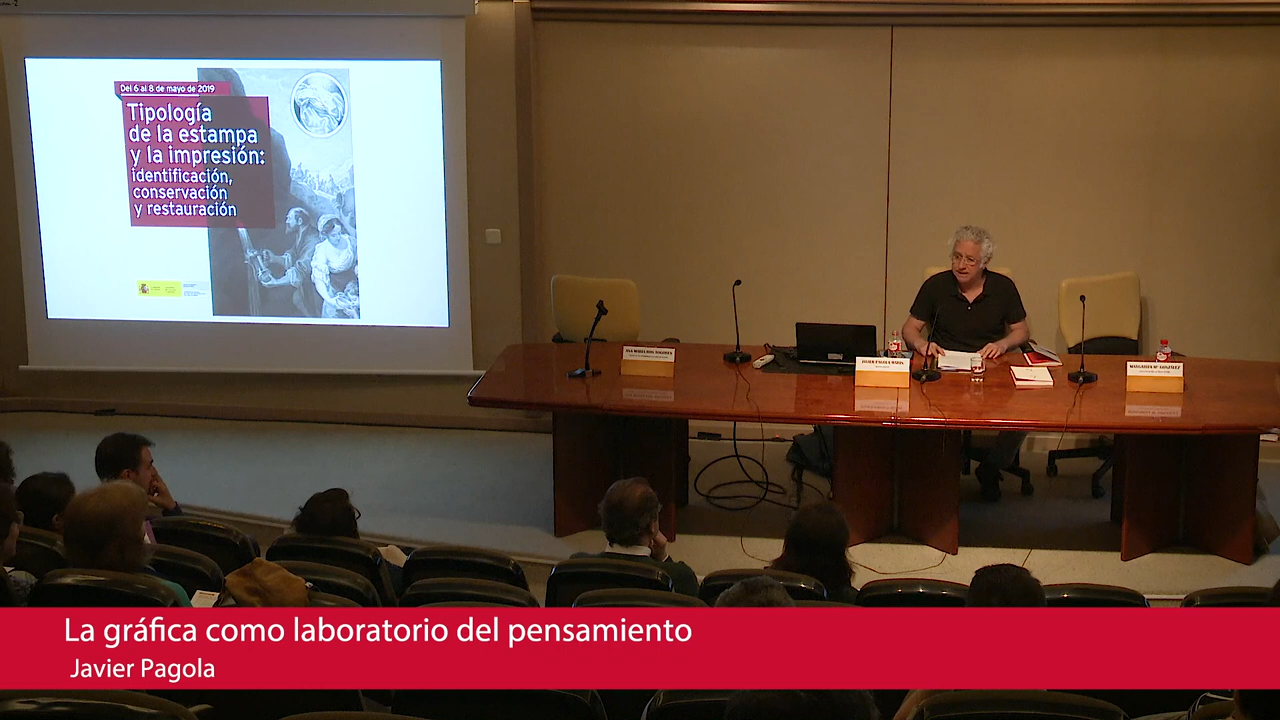 Del 6 al 8 de mayo de 2019
Tipología
de la estampa
y la impresión:
identificación,
conservación
y restauración
La gráfica como laboratorio del pensamiento
Javier Pagola